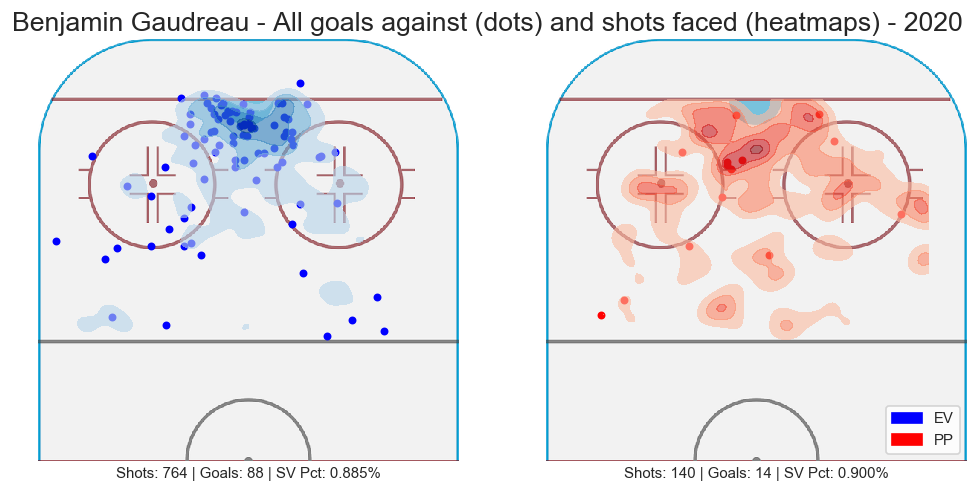 Benjamin Gaudreau - All goals against (dots) and shots faced (heatmaps) - 2020
EV
PP
Shots: 764 | Goals: 88 | SV Pct: 0.885%
Shots: 140 | Goals: 14 | SV Pct: 0.900%